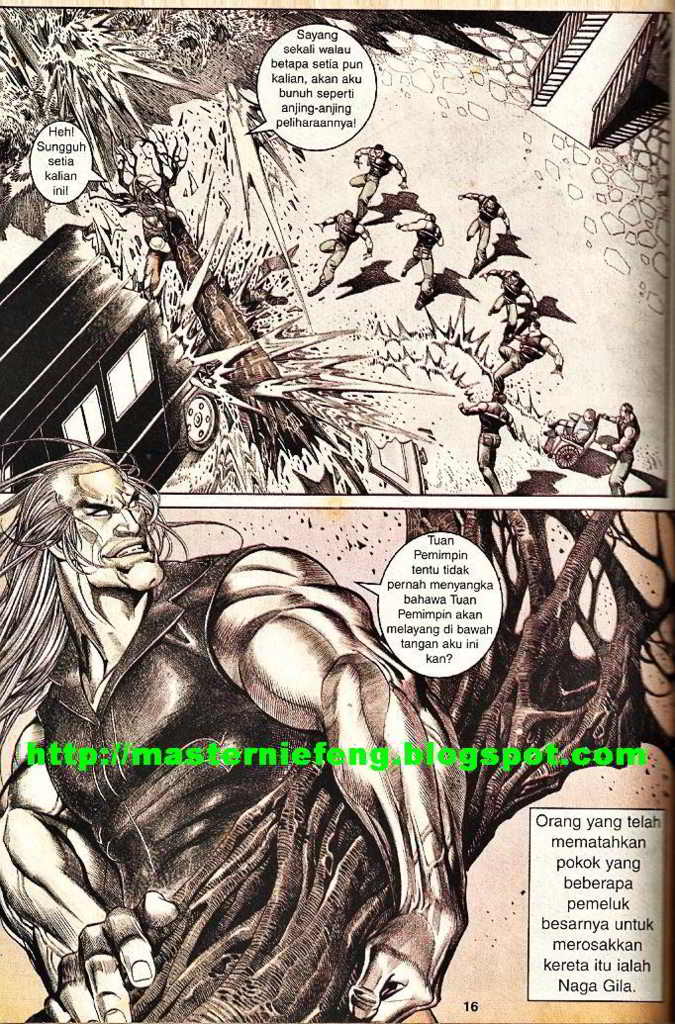 Heh!
Sungguh
setia
kalian
ini!
Sayang
sekali walau
betapa setia pun
kalian, akan aku
bunuh seperti
anjing-anjing
peliharaannya!
Tuan
Pemimpin
tentu tidak
pernah menyangka
bahawa Tuan
Pemimpin akan
melayang di bawah
tangan aku ini
kan?
http://masterniefeng.blogspot.com
Orang yang telah
mematahkan
pokok yang
beberapa
pemeluk
besarnya untuk
merosakkan
kereta itu ialah
Naga Gila.
16